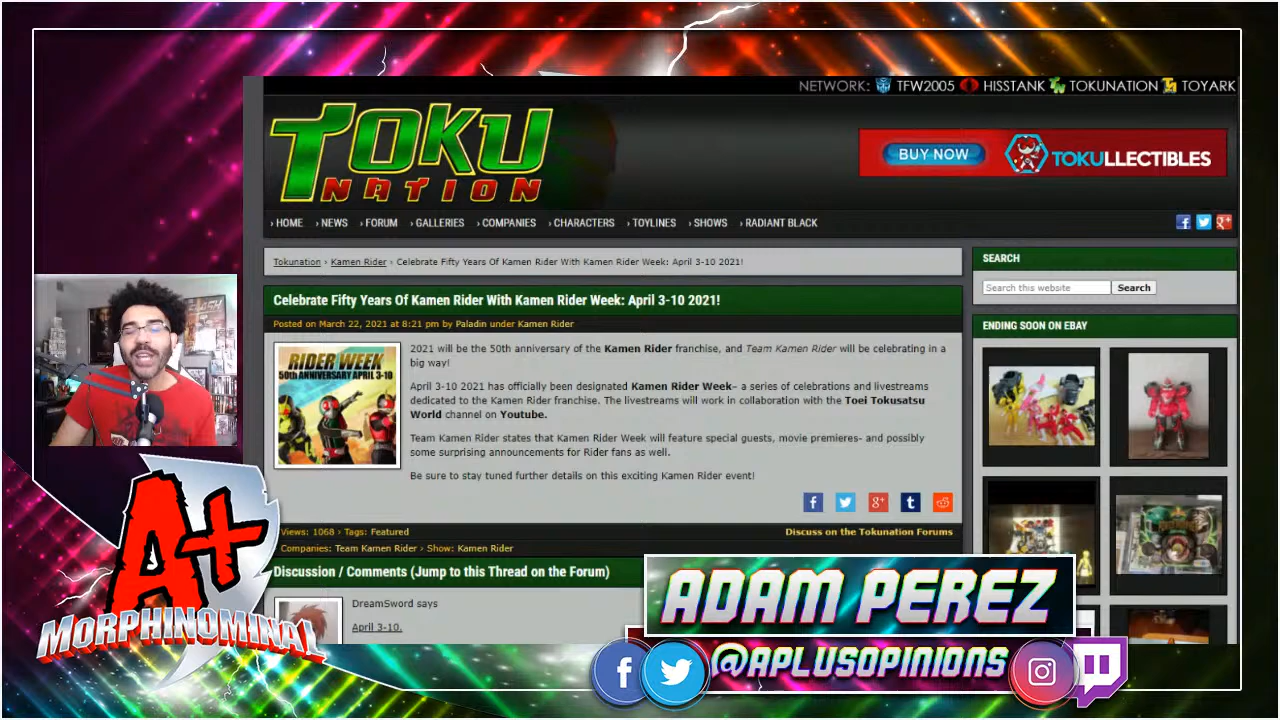 NETWORK: TFW2005 HISSTANK TOKUNATION TOYARK
TOKU
NATION
BUY NOW TOKULLECTIBLES
› HOME › NEWS › FORUM › GALLERIES › COMPANIES › CHARACTERS › TOYLINES › SHOWS › RADIANT BLACK
Tokunation › Kamen Rider › Celebrate Fifty Years Of Kamen Rider With Kamen Rider Week: April 3-10 2021!
Celebrate Fifty Years Of Kamen Rider With Kamen Rider Week: April 3-10 2021!
Posted on March 22, 2021 at 8:21 pm by Paladin under Kamen Rider
RIDER WEEK
50TH ANNIVERSARY APRIL 3-10
2021 will be the 50th anniversary of the Kamen Rider franchise, and Team Kamen Rider will be celebrating in a
big way!
April 3-10 2021 has officially been designated Kamen Rider Week– a series of celebrations and livestreams
dedicated to the Kamen Rider franchise. The livestreams will work in collaboration with the Toei Tokusatsu
World channel on Youtube.
Team Kamen Rider states that Kamen Rider Week will feature special guests, movie premieres- and possibly
some surprising announcements for Rider fans as well.
Be sure to stay tuned further details on this exciting Kamen Rider event!
Views: 1068 › Tags: Featured
Discuss on the Tokunation Forums
Companies: Team Kamen Rider › Show: Kamen Rider
Discussion / Comments (Jump to this Thread on the Forum)
DreamSword says
April 3-10.
SEARCH
Search this website Search
ENDING SOON ON EBAY
A+
MORPHINOMINAL
ADAM PEREZ
@APLUSOPINIONS